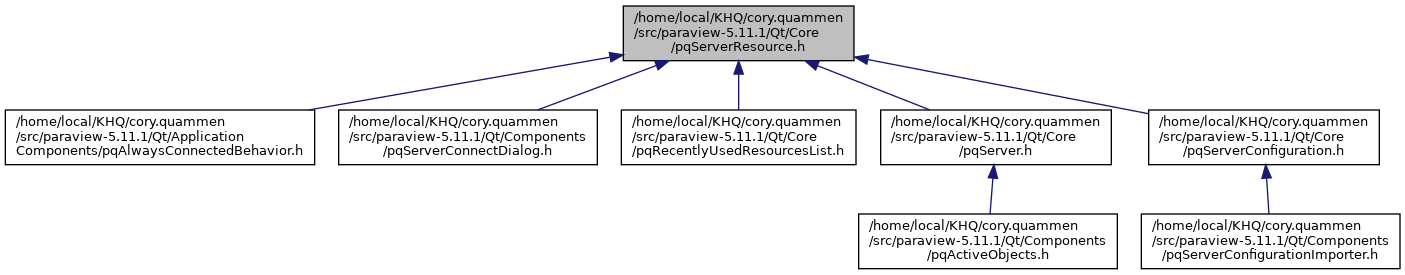 /home/local/KHQ/cory.quammen
/src/paraview-5.11.1/Qt/Core
/pqServerResource.h
/home/local/KHQ/cory.quammen
/src/paraview-5.11.1/Qt/Application
Components/pqAlwaysConnectedBehavior.h
/home/local/KHQ/cory.quammen
/src/paraview-5.11.1/Qt/Components
/pqServerConnectDialog.h
/home/local/KHQ/cory.quammen
/src/paraview-5.11.1/Qt/Core
/pqRecentlyUsedResourcesList.h
/home/local/KHQ/cory.quammen
/src/paraview-5.11.1/Qt/Core
/pqServer.h
/home/local/KHQ/cory.quammen
/src/paraview-5.11.1/Qt/Core
/pqServerConfiguration.h
/home/local/KHQ/cory.quammen
/src/paraview-5.11.1/Qt/Components
/pqActiveObjects.h
/home/local/KHQ/cory.quammen
/src/paraview-5.11.1/Qt/Components
/pqServerConfigurationImporter.h